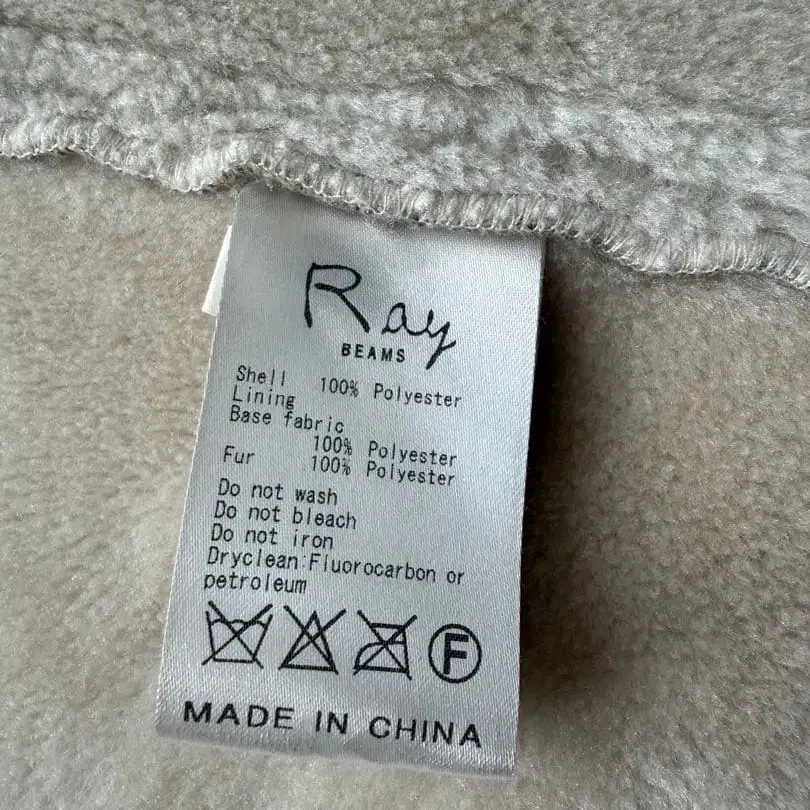 Ray
BEAMS
Shell 100% Polyester
Lining
Base fabric
100% Polyester
Fur 100% Polyester
Do not wash
Do not bleach
Do not iron
Dryclean:Fluorocarbon or
petroleum
F
MADE IN CHINA